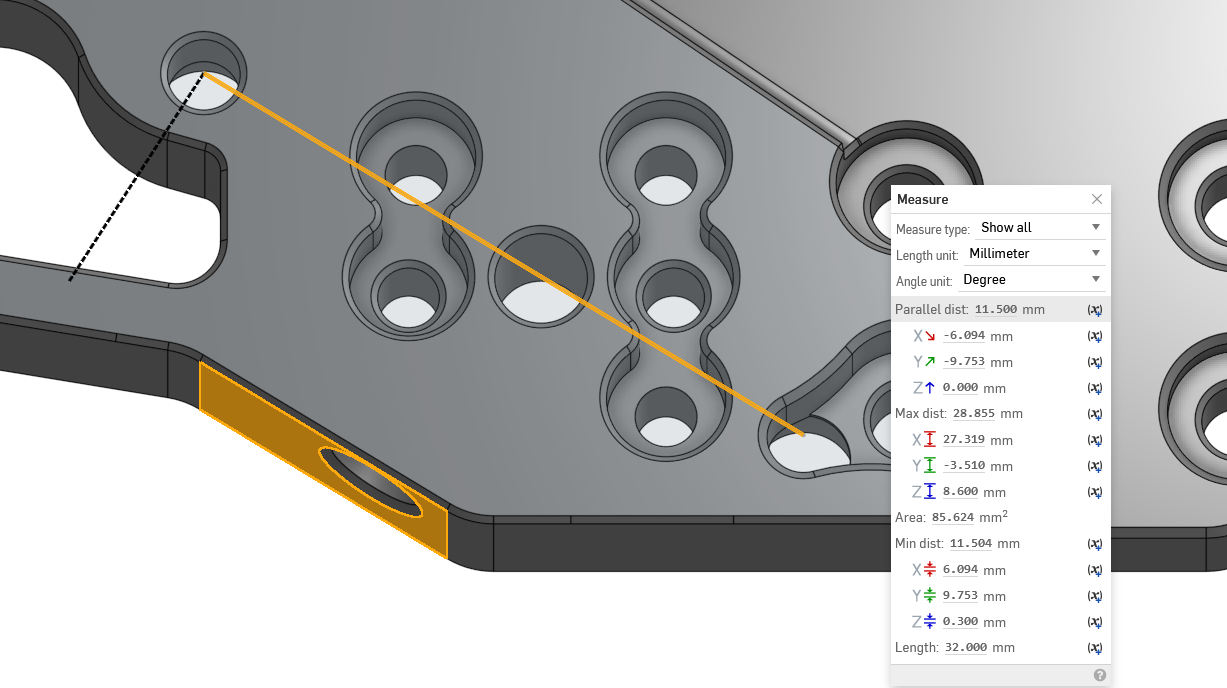 Measure
Measure type: Show all
Length unit: Millimeter
Angle unit: Degree
Parallel dist: 11.500 mm (x)
X -6.094 mm (x)
Y -9.753 mm (x)
Z 0.000 mm (x)
Max dist: 28.855 mm (x)
X 27.319 mm (x)
Y -3.510 mm (x)
Z 8.600 mm (x)
Area: 85.624 mm²
Min dist: 11.504 mm (x)
X 6.094 mm (x)
Y 9.753 mm (x)
Z 0.300 mm (x)
Length: 32.000 mm (x)
?